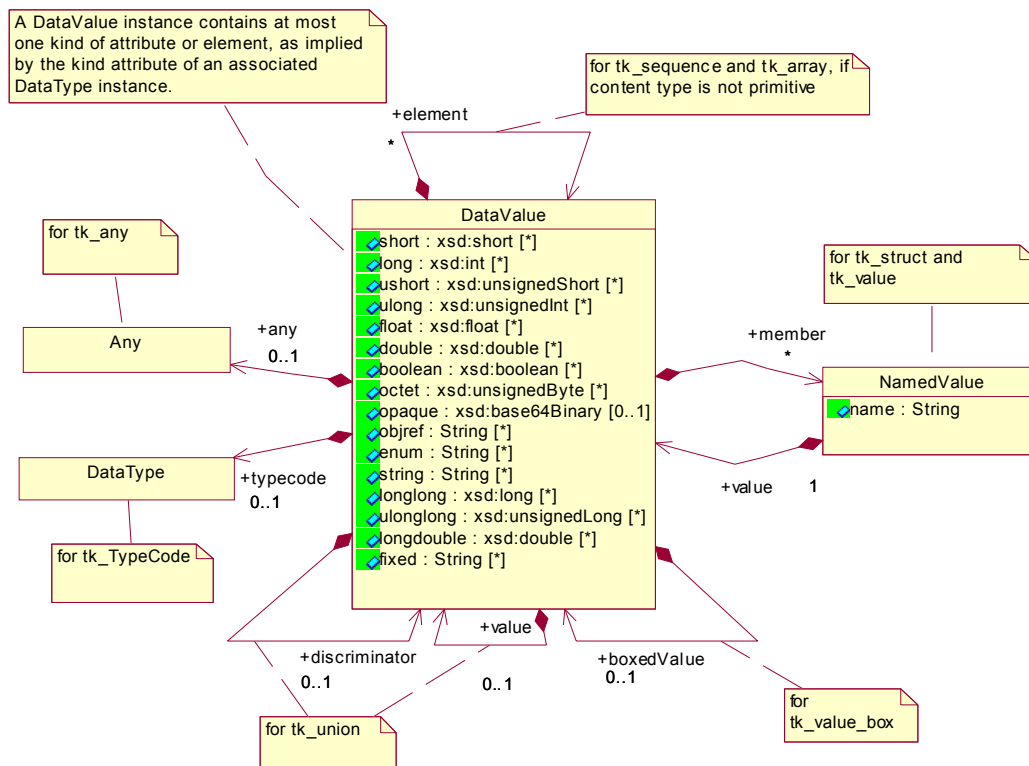 A DataValue instance contains at most
one kind of attribute or element, as implied
by the kind attribute of an associated
DataType instance.
for tk_sequence and tk_array, if
content type is not primitive
+element
*
DataValue
short : xsd:short [*]
long : xsd:int [*]
ushort : xsd:unsignedShort [*]
ulong : xsd:unsignedInt [*]
float : xsd:float [*]
double : xsd:double [*]
boolean : xsd:boolean [*]
octet : xsd:unsignedByte [*]
opaque : xsd:base64Binary [0..1]
objref : String [*]
enum : String [*]
string : String [*]
longlong : xsd:long [*]
ulonglong : xsd:unsignedLong [*]
longdouble : xsd:double [*]
fixed : String [*]
for tk_any
Any
+any
0..1
DataType
+typecode
0..1
for tk_TypeCode
for tk_struct and
tk_value
+member
*
NamedValue
name : String
+value
1
+discriminator
0..1
+value
0..1
+boxedValue
0..1
for tk_union
for
tk_value_box